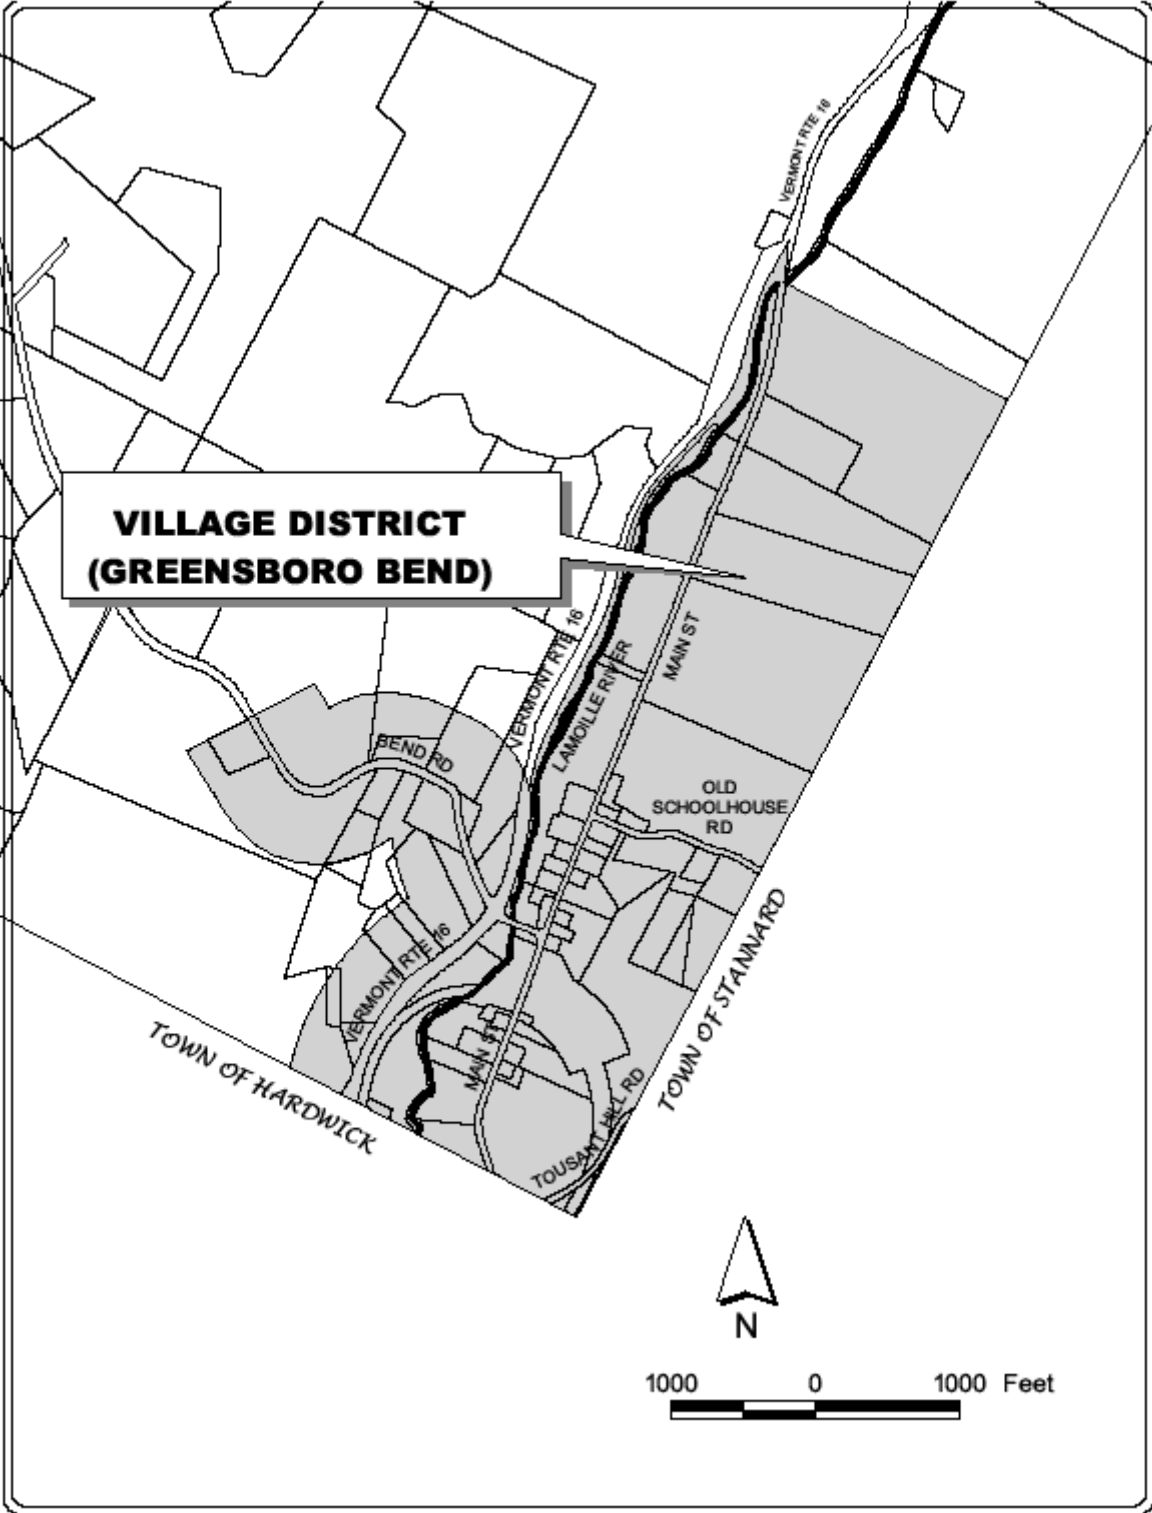 VERMONT RTE 16
VILLAGE DISTRICT
(GREENSBORO BEND)
VERMONT RTE 16
MAIN ST
LAMOILLE RIVER
BEND RD
OLD
SCHOOLHOUSE
RD
VERMONT RTE 16
TOWN OF STANNARD
MAIN ST
TOWN OF HARDWICK
TOUSANT HILL RD
N
1000 0 1000 Feet